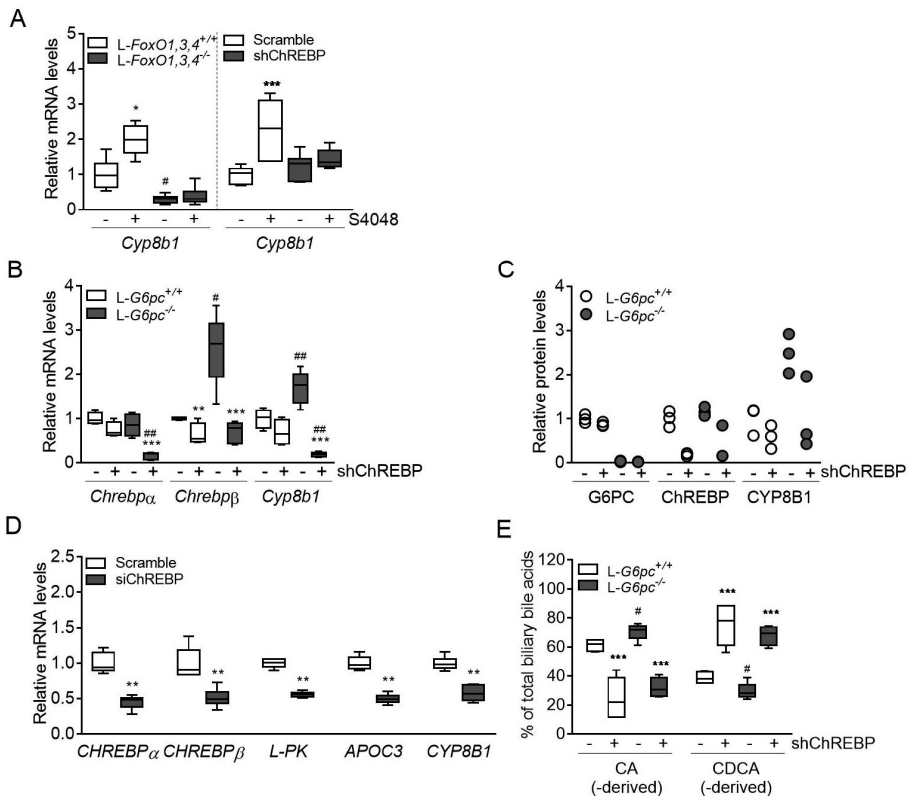 A
L-FoxO1,3,4+/+
L-FoxO1,3,4-/-
Scramble
shChREBP
Relative mRNA levels
5
4
3
2
1
0
*
#
***
- + - + - + - + S4048
Cyp8b1 Cyp8b1
B
L-G6pc+/+
L-G6pc-/-
Relative mRNA levels
4
3
2
1
0
##
***
**
#
***
##
##
***
- + - + - + - + - + - + shChREBP
Chrebpα Chrebpβ Cyp8b1
C
L-G6pc+/+
L-G6pc-/-
Relative protein levels
4
3
2
1
0
- + - + - + - + - + - + shChREBP
G6PC ChREBP CYP8B1
D
Scramble
siChREBP
Relative mRNA levels
2.5
2.0
1.5
1.0
0.5
0.0
** ** ** ** **
CHREBPα CHREBPβ L-PK APOC3 CYP8B1
E
L-G6pc+/+
L-G6pc-/-
% of total biliary bile acids
120
100
80
60
40
20
0
***
#
***
***
#
***
- + - + - + - + shChREBP
CA CDCA
(-derived) (-derived)